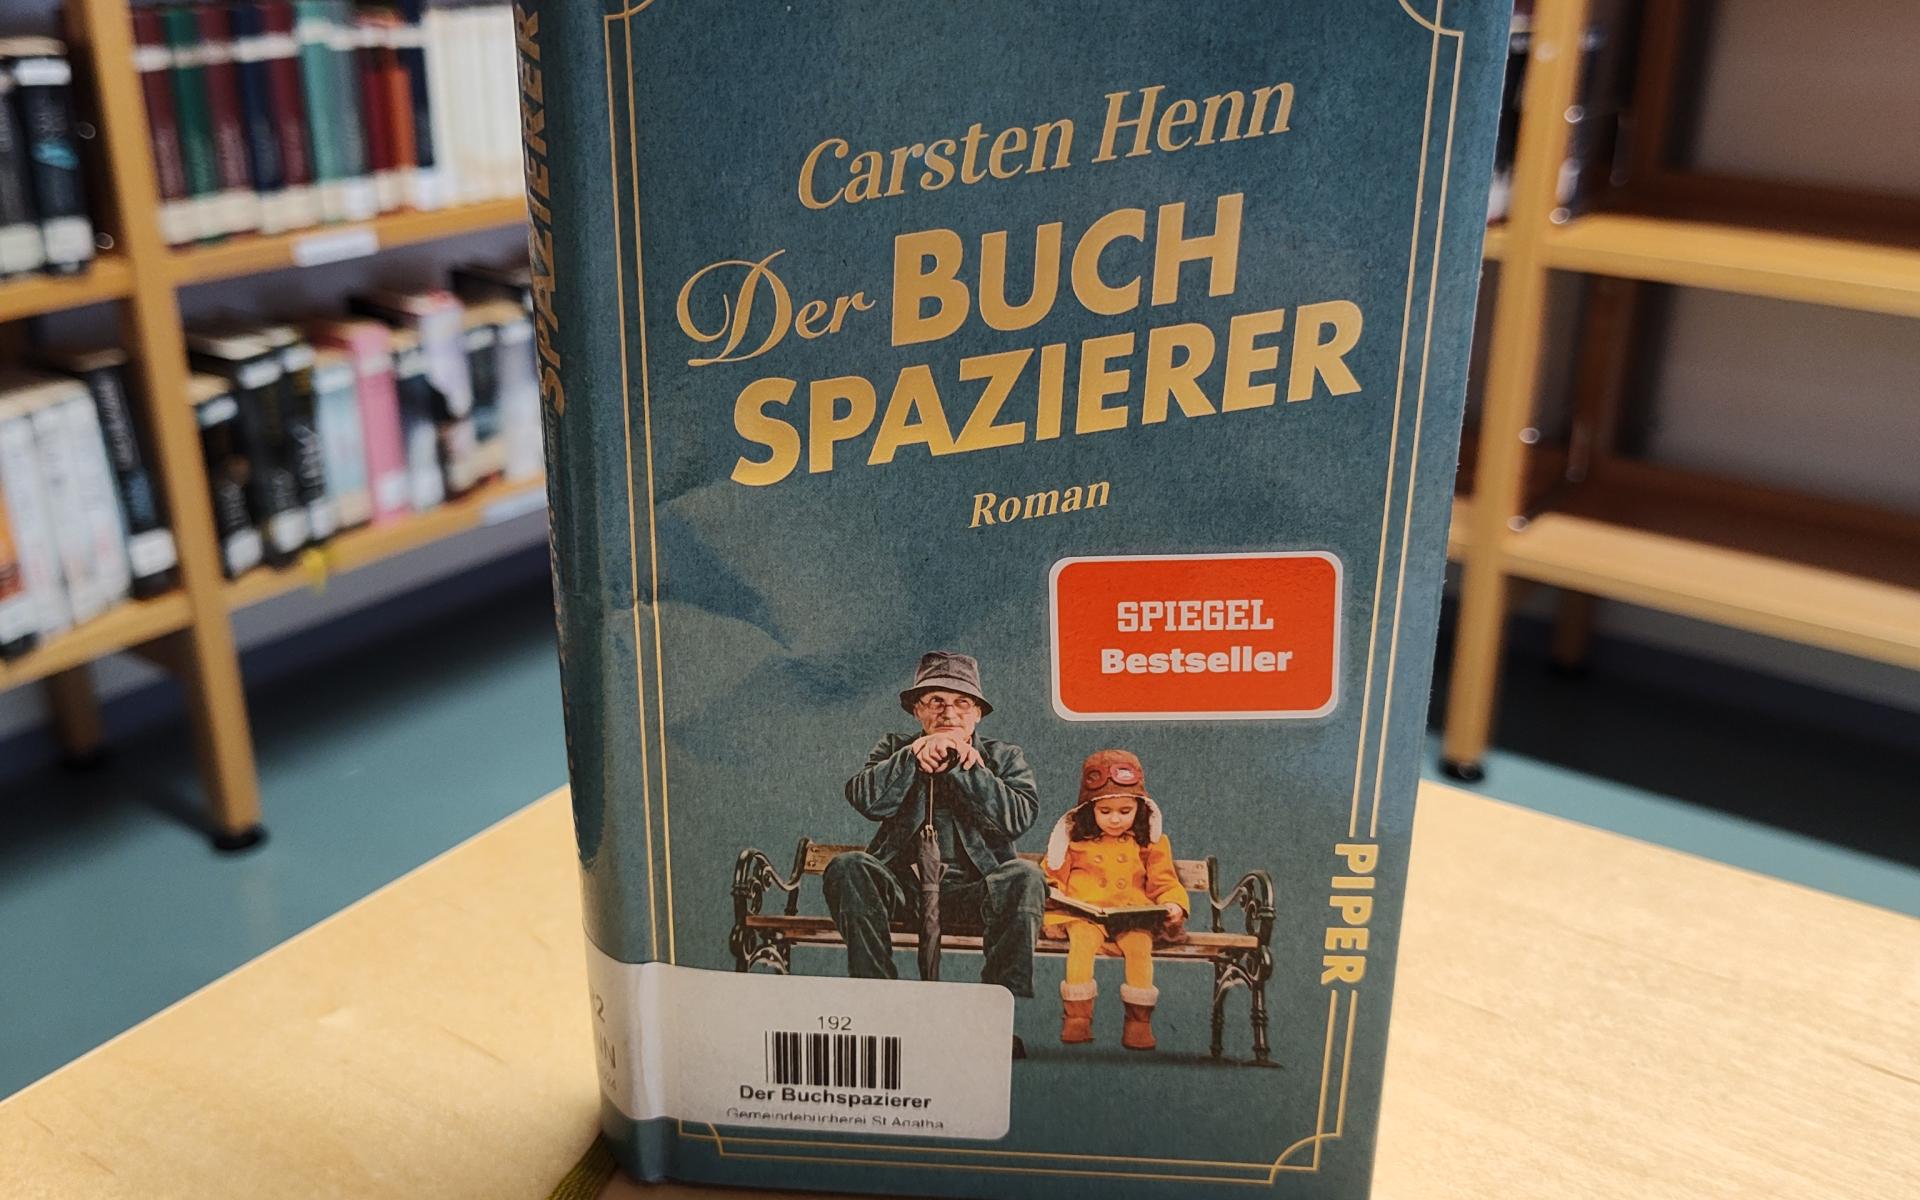 Carsten Henn
Der BUCH
SPAZIERER
Roman
SPIEGEL
Bestseller
PIPER
192
Der Buchspazierer
Gemeindebücherei St.Agatha
SPAZIERER